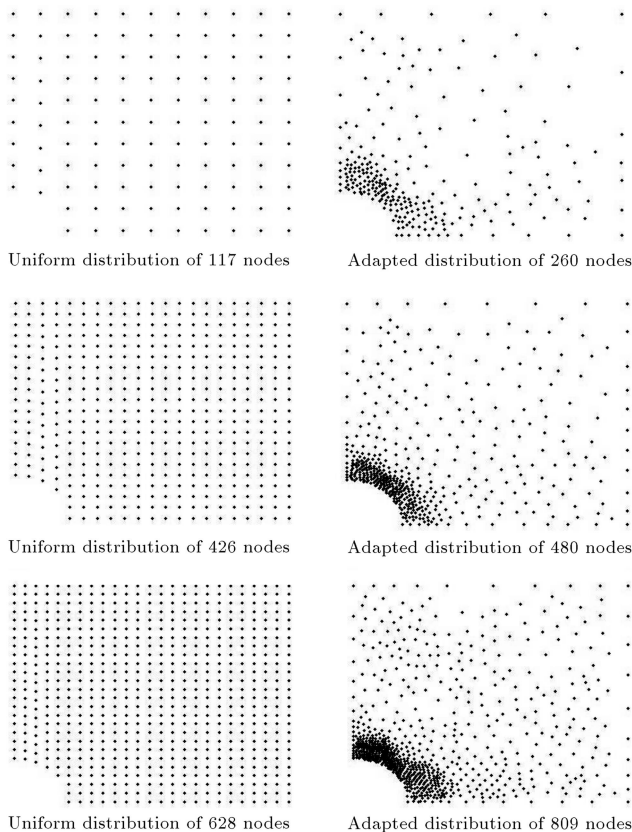 Uniform distribution of 117 nodes
Adapted distribution of 260 nodes
Uniform distribution of 426 nodes
Adapted distribution of 480 nodes
Uniform distribution of 628 nodes
Adapted distribution of 809 nodes